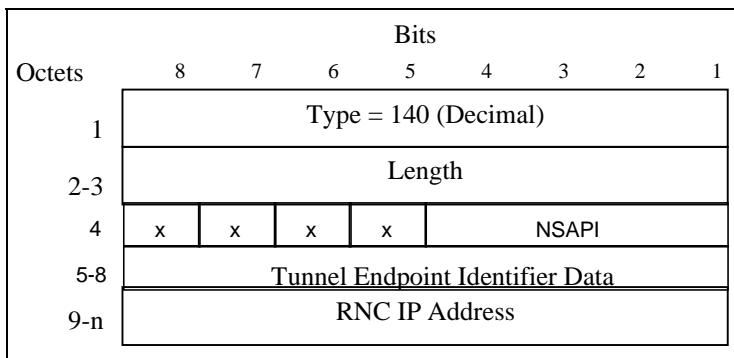 Bits
Octets 8 7 6 5 4 3 2 1
1 Type = 140 (Decimal)
2-3 Length
4 x x x x NSAPI
5-8 Tunnel Endpoint Identifier Data
9-n RNC IP Address